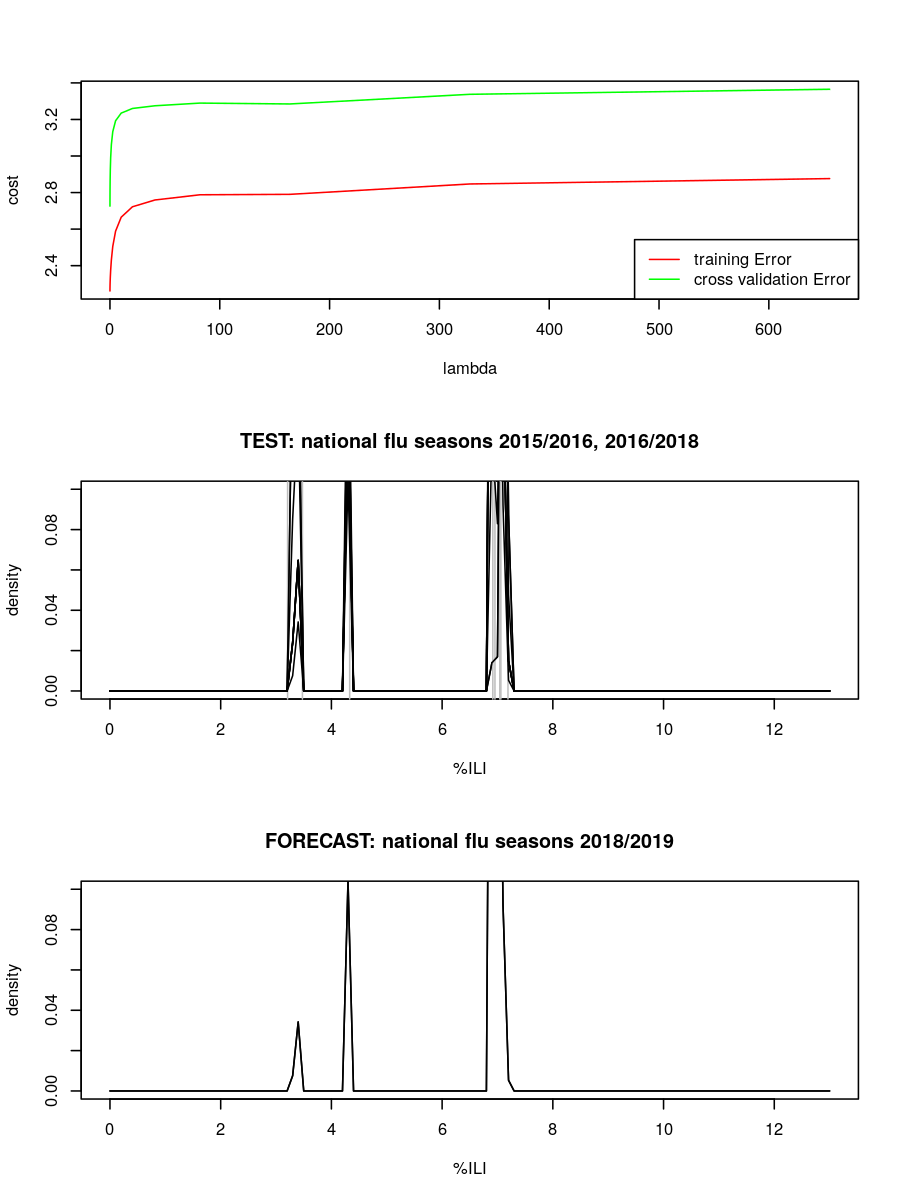 3.2
2.8
2.4
cost
training Error
cross validation Error
0 100 200 300 400 500 600
lambda
TEST: national flu seasons 2015/2016, 2016/2018
0.08
0.04
0.00
density
0 2 4 6 8 10 12
%ILI
FORECAST: national flu seasons 2018/2019
0.08
0.04
0.00
density
0 2 4 6 8 10 12
%ILI